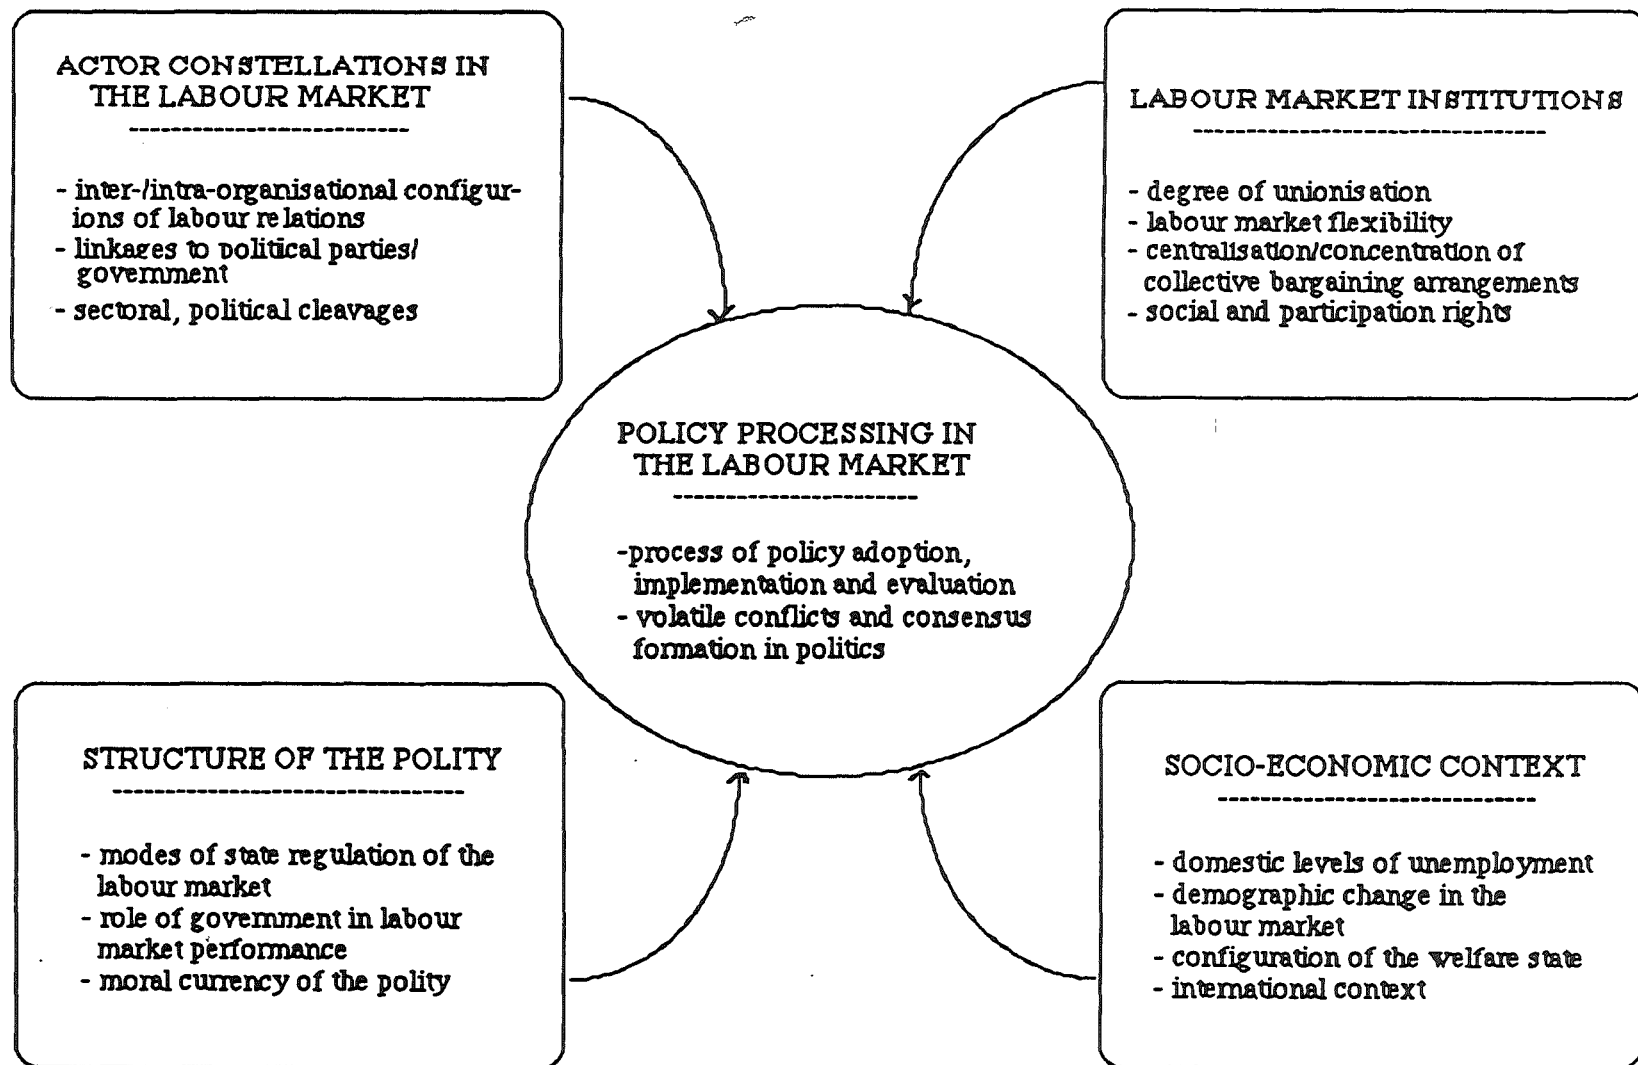 ACTOR CONSTELLATIONS IN
THE LABOUR MARKET
- inter-/intra-organisational configur-
ions of labour relations
- linkages to political parties/
government
- sectoral, political cleavages
LABOUR MARKET INSTITUTIONS
- degree of unionisation
- labour market flexibility
- centralisation/concentration of
collective bargaining arrangements
- social and participation rights
POLICY PROCESSING IN
THE LABOUR MARKET
-process of policy adoption,
implementation and evaluation
- volatile conflicts and consensus
formation in politics
STRUCTURE OF THE POLITY
- modes of state regulation of the
labour market
- role of government in labour
market performance
- moral currency of the polity
SOCIO-ECONOMIC CONTEXT
- domestic levels of unemployment
- demographic change in the
labour market
- configuration of the welfare state
- international context